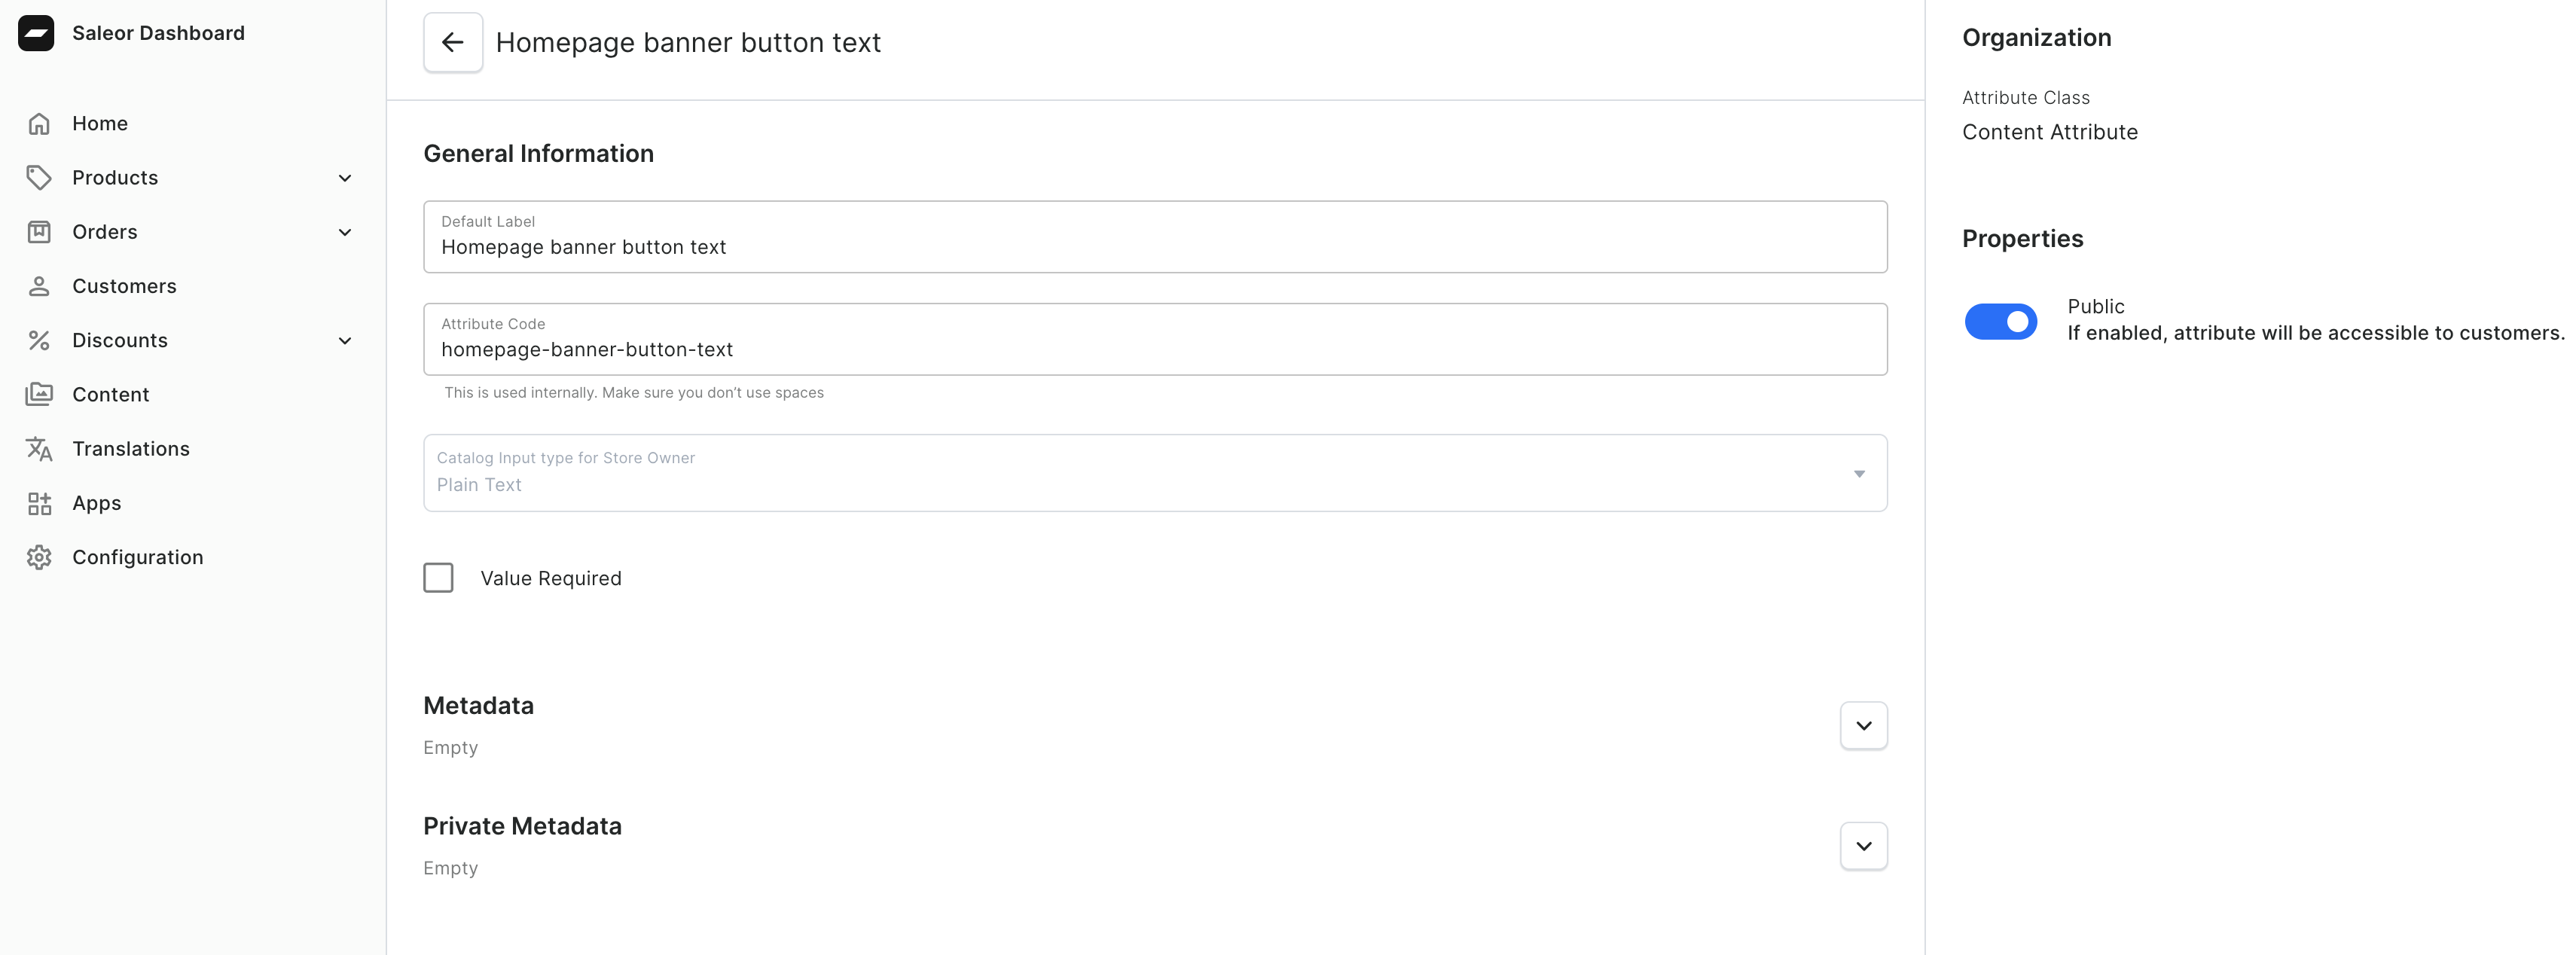 Saleor Dashboard
Home
Products
Orders
Customers
Discounts
Content
Translations
Apps
Configuration
Homepage banner button text
General Information
Default Label
Homepage banner button text
Attribute Code
homepage-banner-button-text
This is used internally. Make sure you don’t use spaces
Catalog Input type for Store Owner
Plain Text
Value Required
Metadata
Empty
Private Metadata
Empty
Organization
Attribute Class
Content Attribute
Properties
Public
If enabled, attribute will be accessible to customers.